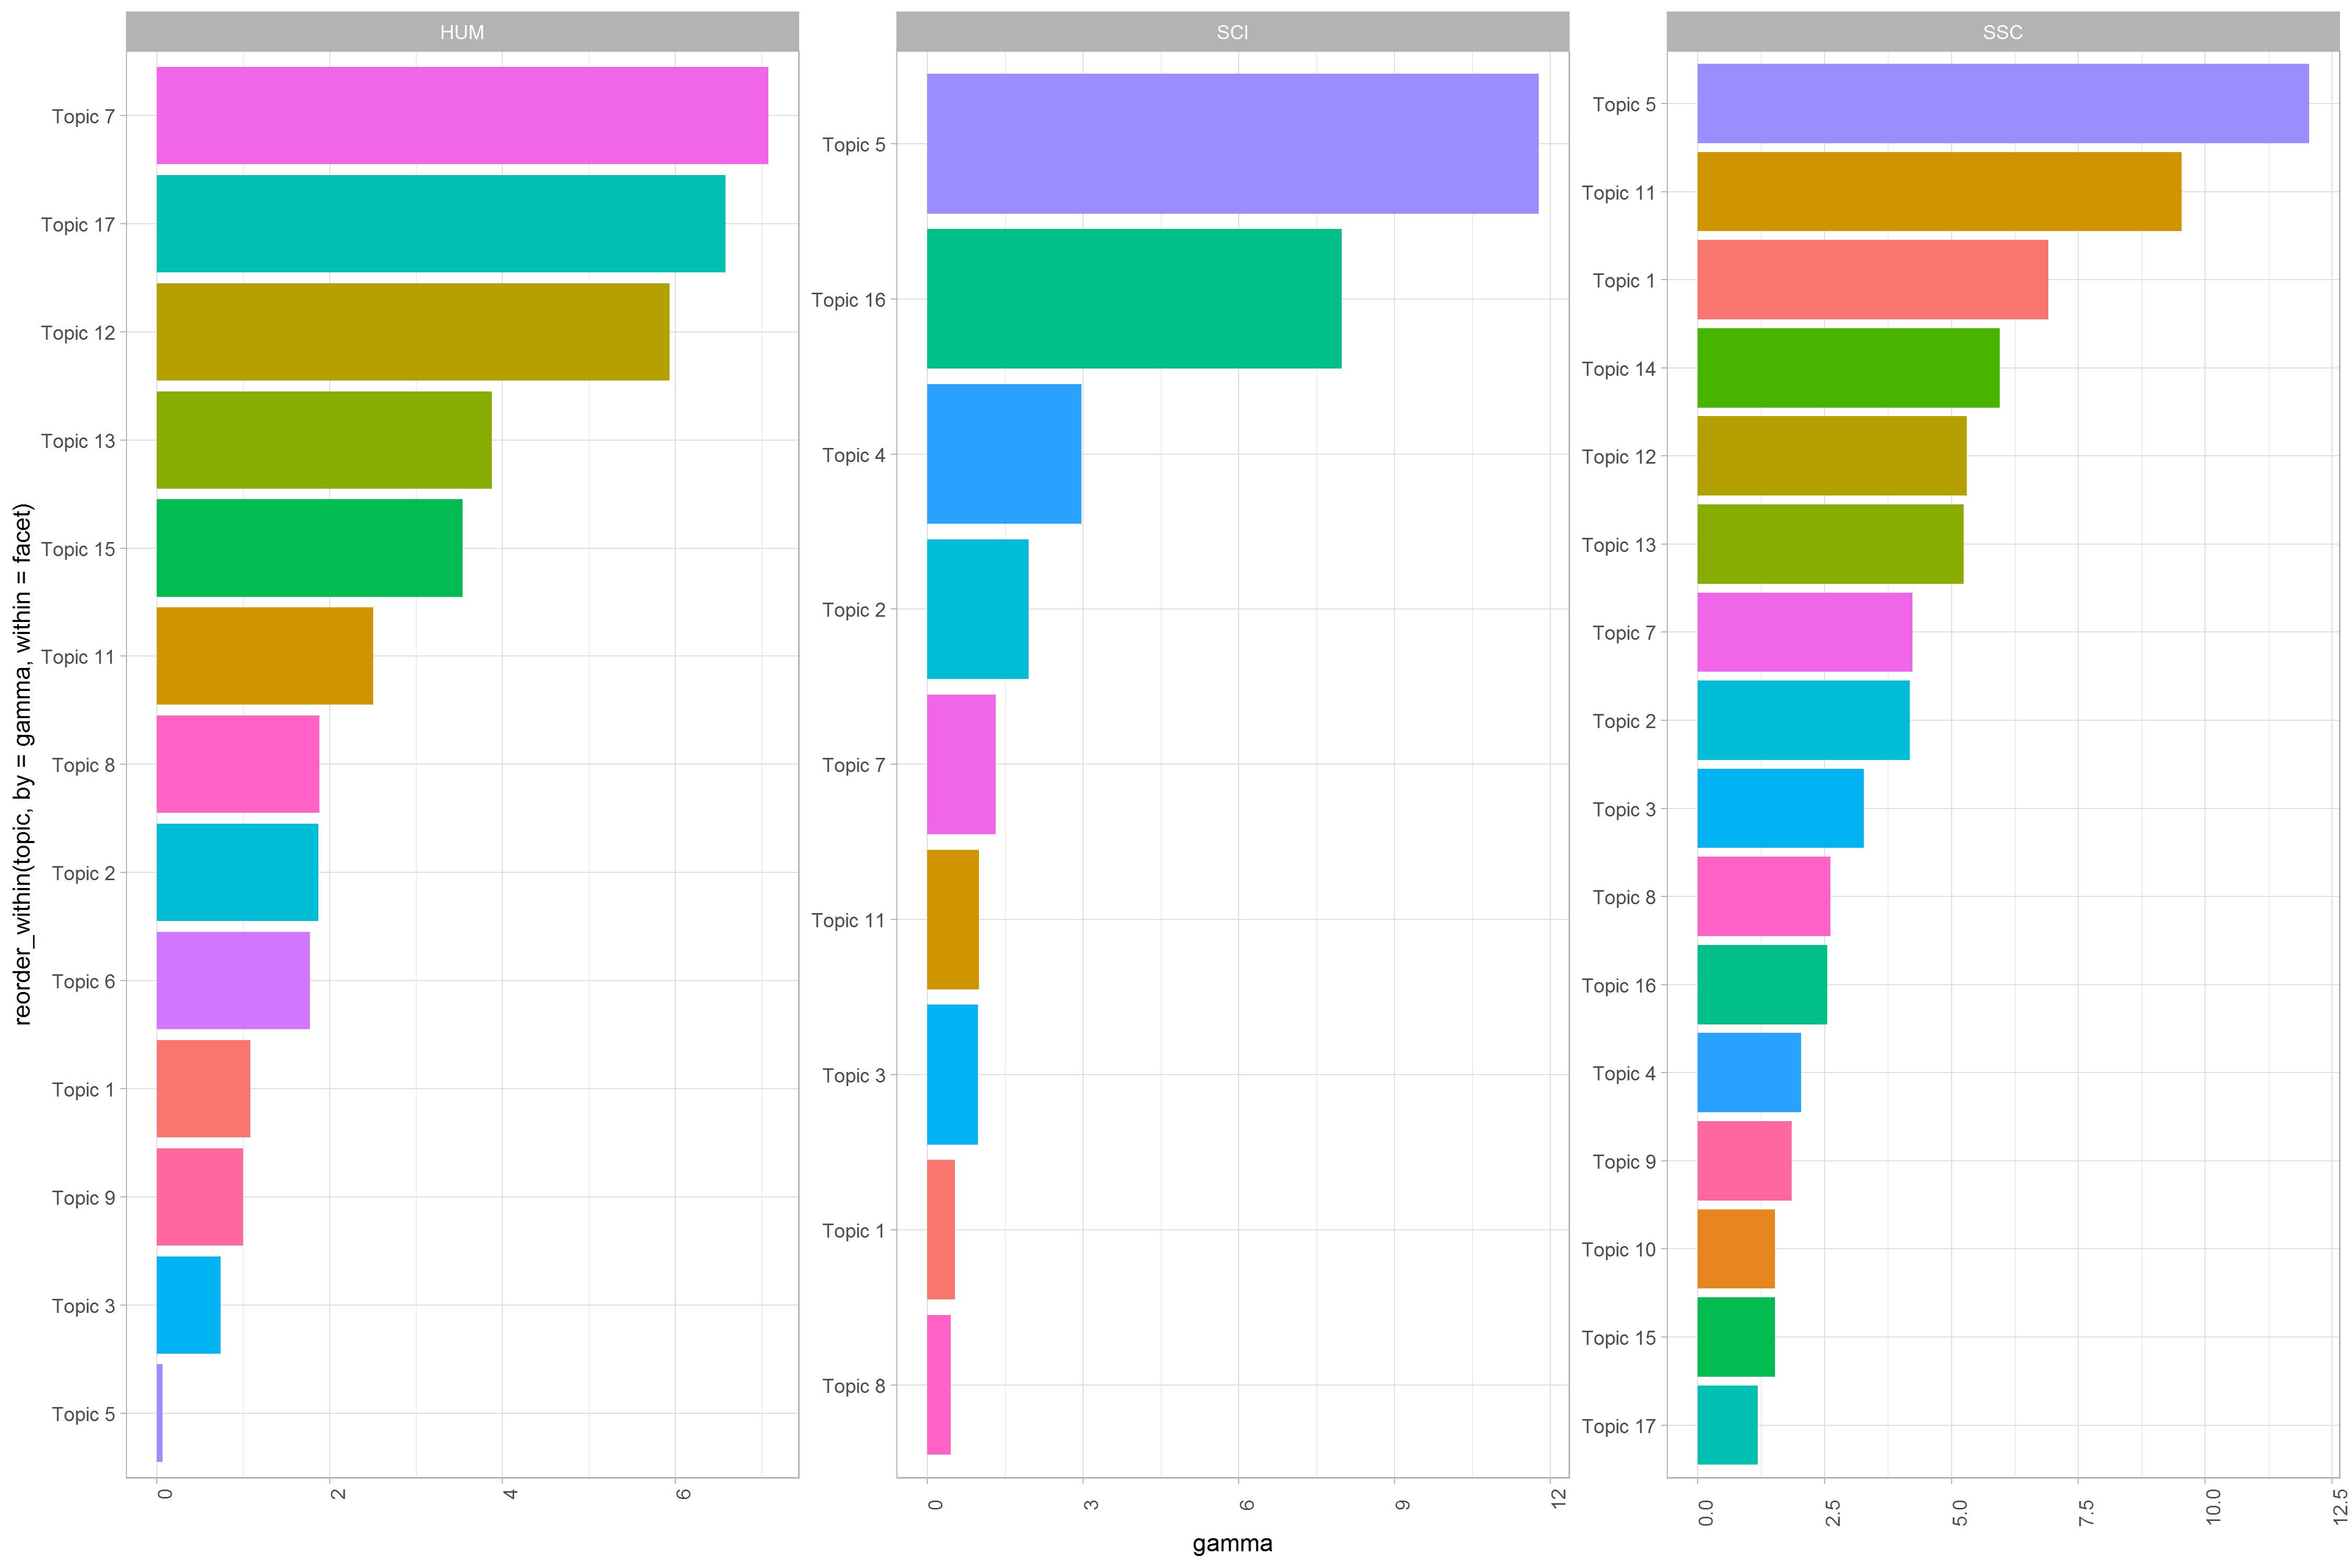 HUM
SCI
SSC
reorder_within(topic, by = gamma, within = facet)
Topic 7
Topic 17
Topic 12
Topic 13
Topic 15
Topic 11
Topic 8
Topic 2
Topic 6
Topic 1
Topic 9
Topic 3
Topic 5
0
2
4
6
Topic 5
Topic 16
Topic 4
Topic 2
Topic 7
Topic 11
Topic 3
Topic 1
Topic 8
0
3
6
9
12
Topic 5
Topic 11
Topic 1
Topic 14
Topic 12
Topic 13
Topic 7
Topic 2
Topic 3
Topic 8
Topic 16
Topic 4
Topic 9
Topic 10
Topic 15
Topic 17
0.0
2.5
5.0
7.5
10.0
12.5
gamma